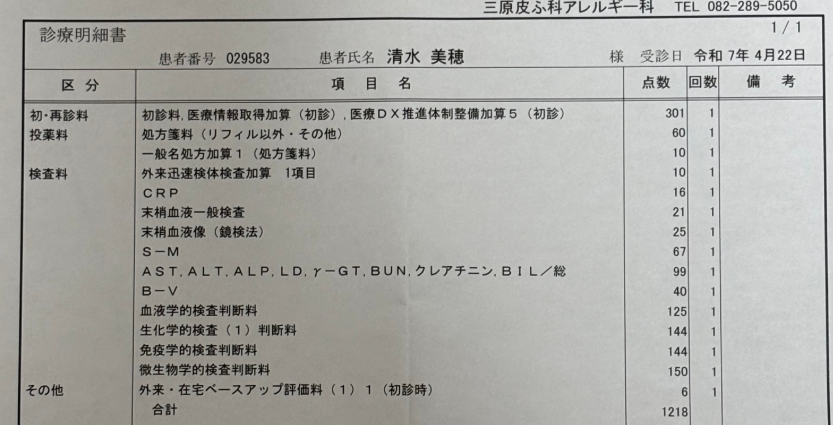 三原皮ふ科アレルギー科 TEL 082-289-5050
1/1
診療明細書
患者番号 029583 患者氏名 清水 美穂 様 受診日 令和 7年 4月22日
区分 項目名 点数 回数 備考
初・再診料 初診料,医療情報取得加算(初診),医療DX推進体制整備加算5(初診) 301 1
投薬料 処方箋料(リフィル以外・その他) 60 1
一般名処方加算1(処方箋料) 10 1
検査料 外来迅速検体検査加算 1項目 10 1
CRP 16 1
末梢血液一般検査 21 1
末梢血液像(鏡検法) 25 1
S-M 67 1
AST,ALT,ALP,LD,γ-GT,BUN,クレアチニン,BIL/総 99 1
B-V 40 1
血液学的検査判断料 125 1
生化学的検査(1)判断料 144 1
免疫学的検査判断料 144 1
微生物学的検査判断料 150 1
その他 外来・在宅ベースアップ評価料(1)1(初診時) 6 1
合計 1218